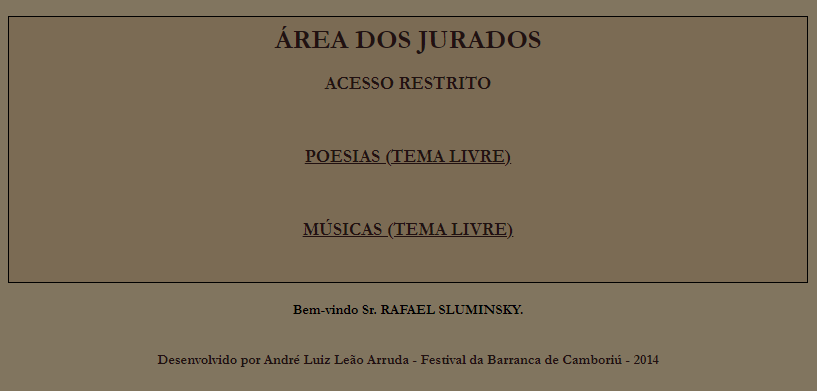 ÁREA DOS JURADOS
ACESSO RESTRITO
POESIAS (TEMA LIVRE)
MÚSICAS (TEMA LIVRE)
Bem-vindo Sr. RAFAEL SLUMINSKY.
Desenvolvido por André Luiz Leão Arruda - Festival da Barranca de Camboriú - 2014